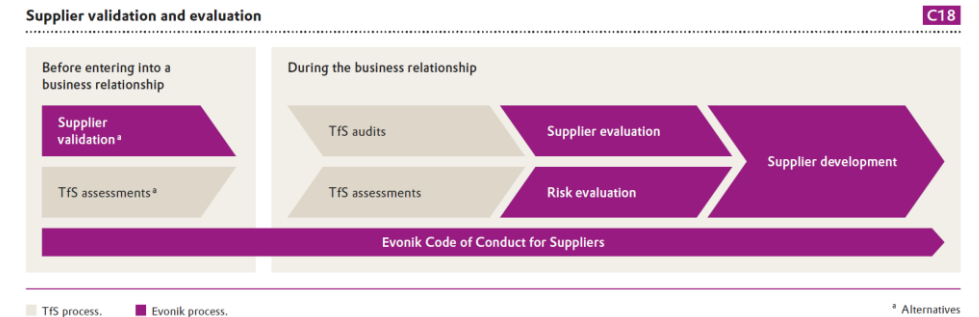 Supplier validation and evaluation
C18
Before entering into a
business relationship
During the business relationship
Supplier
validation ᵃ
TfS audits
Supplier evaluation
Supplier development
TfS assessments ᵃ
TfS assessments
Risk evaluation
Evonik Code of Conduct for Suppliers
TfS process.
Evonik process.
ᵃ Alternatives